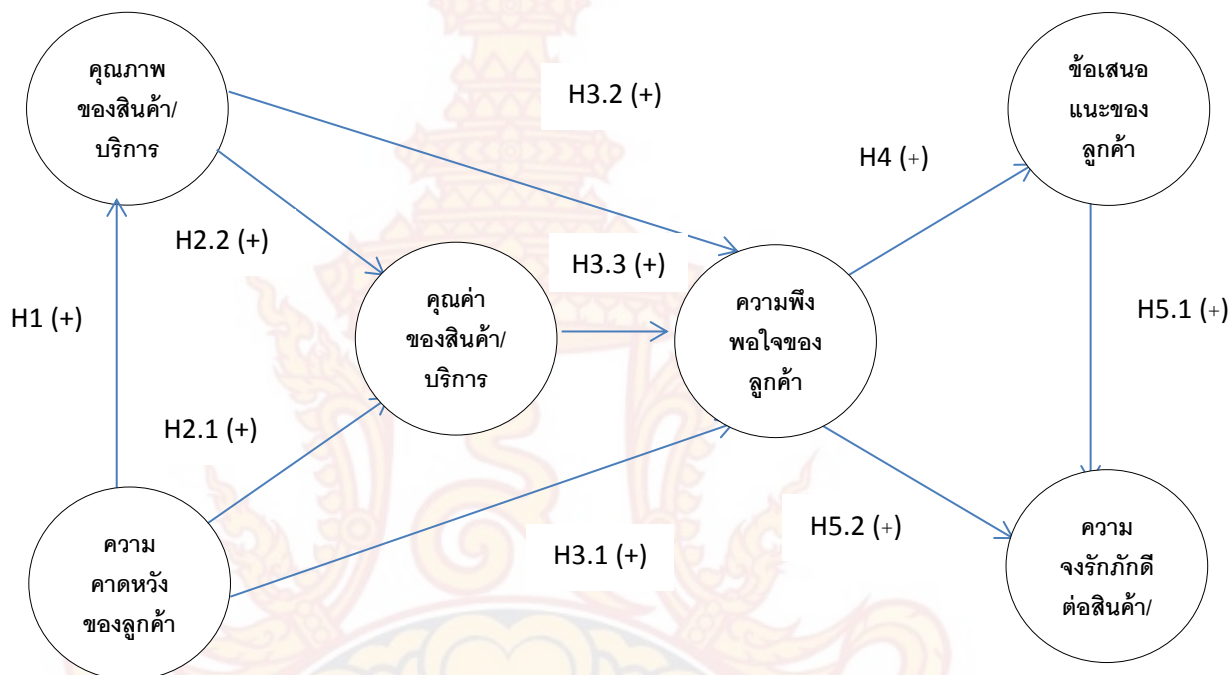 คุณภาพ
ของสินค้า/
บริการ
H3.2 (+)
ข้อเสนอ
แนะของ
ลูกค้า
H4 (+)
H2.2 (+)
H3.3 (+)
H1 (+)
คุณค่า
ของสินค้า/
บริการ
ความพึง
พอใจของ
ลูกค้า
H5.1 (+)
H2.1 (+)
H3.1 (+)
H5.2 (+)
ความ
คาดหวัง
ของลูกค้า
ความ
จงรักภักดี
ต่อสินค้า/